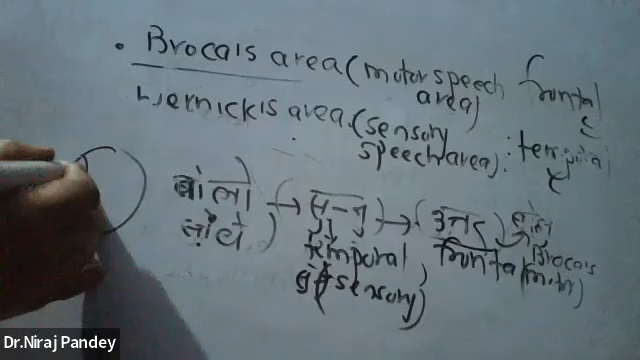 . Broca's area (motor speech area) frontal
Wernick's area (sensory speech area) : temporal
बोलो → सुन → उत्तर
temporal, frontal Brocais
sensory) motor)
Dr.Niraj Pandey